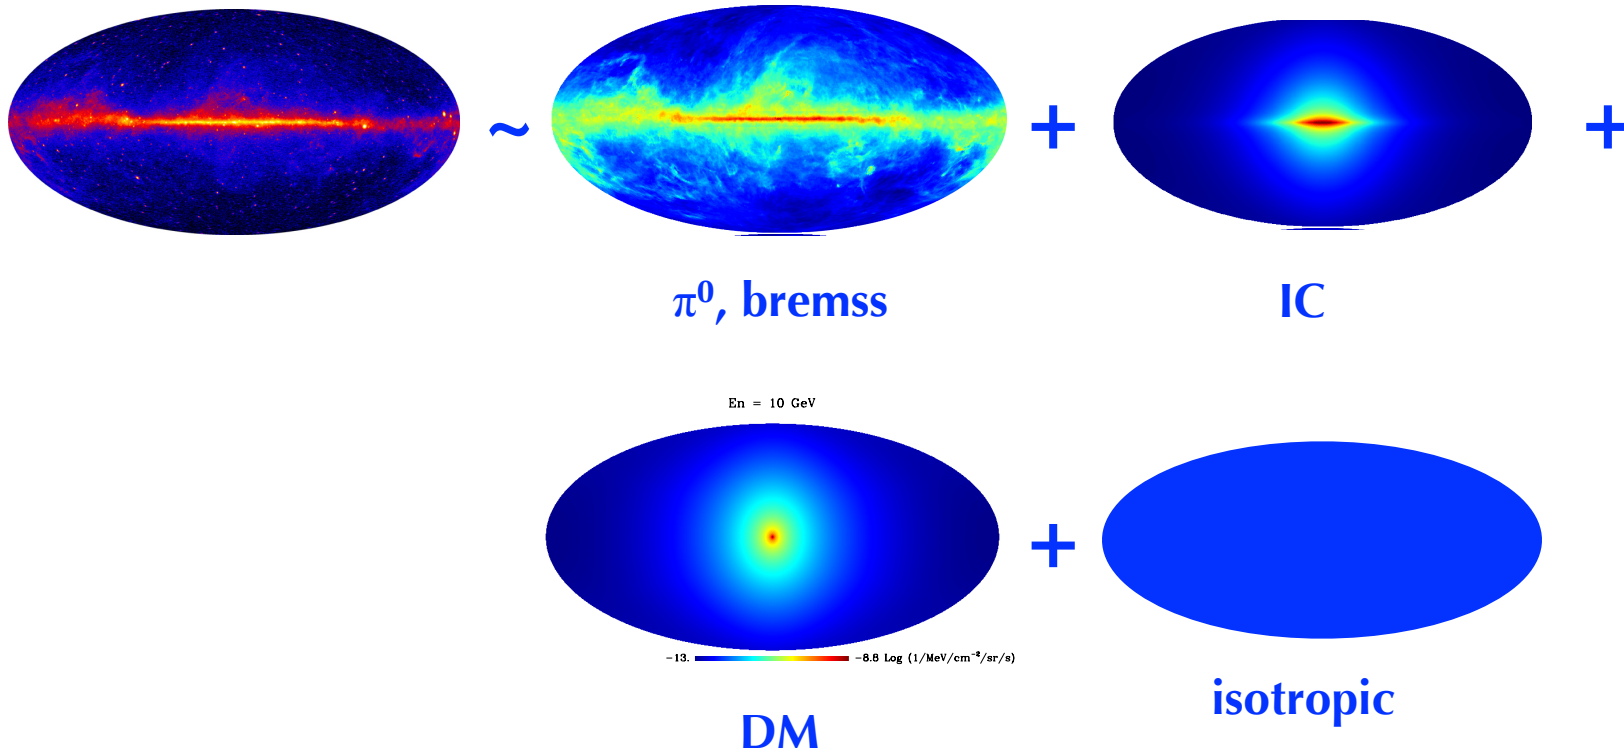 ~ + +
π⁰, bremss
IC
En = 10 GeV
+
−13. −8.8 Log (1/MeV/cm⁻²/sr/s)
isotropic
DM